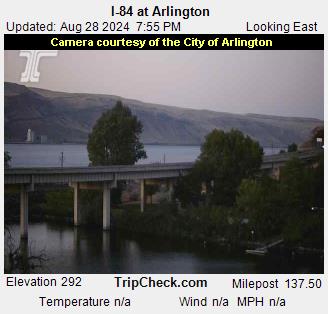 I-84 at Arlington
Updated: Aug 28 2024 7:55 PM Looking East
Camera courtesy of the City of Arlington
Elevation 292 TripCheck.com Milepost 137.50
Temperature n/a Wind n/a MPH n/a